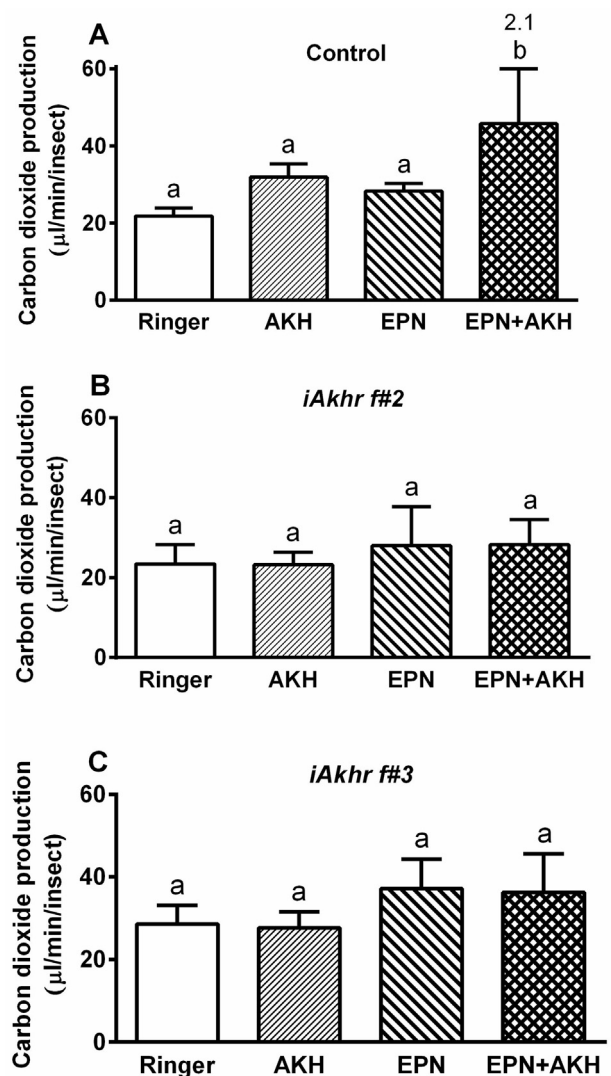 A
Control
2.1
b
a
a
a
Carbon dioxide production
(µl/min/insect)
60
40
20
0
Ringer AKH EPN EPN+AKH
B
iAkhr f#2
a
a
a
a
Carbon dioxide production
(µl/min/insect)
60
40
20
0
Ringer AKH EPN EPN+AKH
C
iAkhr f#3
a
a
a
a
Carbon dioxide production
(µl/min/insect)
60
40
20
0
Ringer AKH EPN EPN+AKH